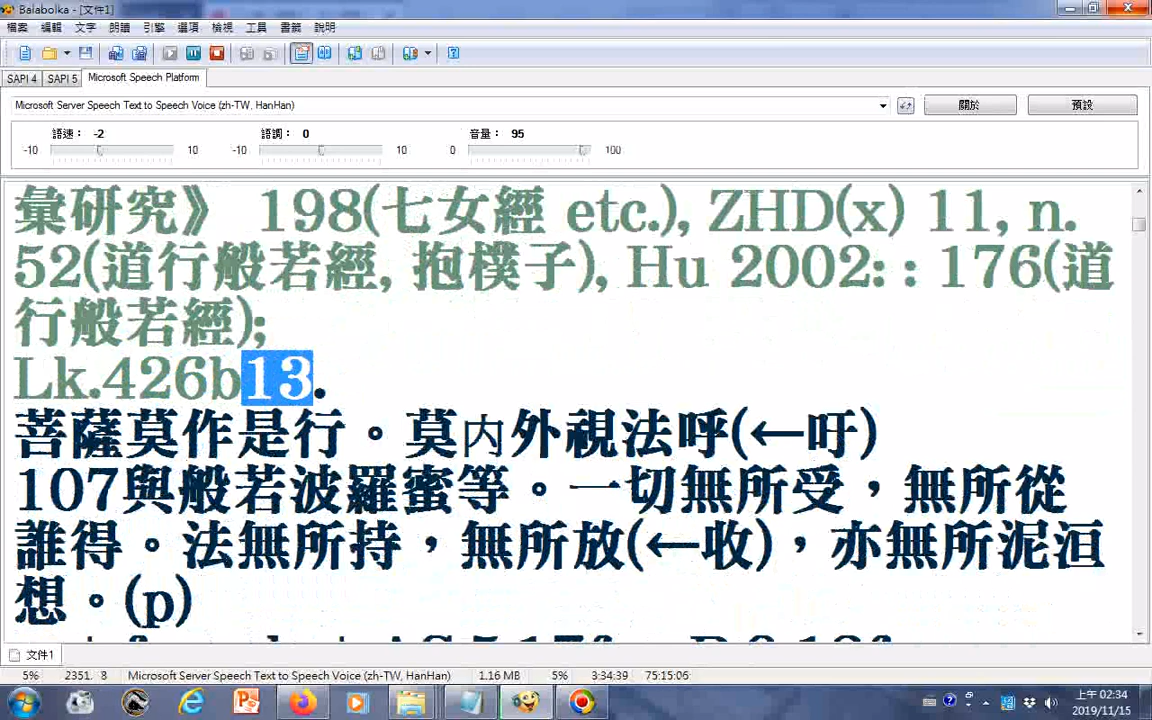 Balabolka - [文件1]
檔案 編輯 文字 朗讀 引擎 選項 檢視 工具 書籤 說明
SAPI 4 SAPI 5 Microsoft Speech Platform
Microsoft Server Speech Text to Speech Voice (zh-TW, HanHan) 關於 預設
語速： -2 語調： 0 音量： 95
-10 10 -10 10 0 100
彙研究》 198(七女經 etc.), ZHD(x) 11, n.
52(道行般若經, 抱樸子), Hu 2002: : 176(道
行般若經);
Lk.426b13.
菩薩莫作是行。莫内外視法呼(←吁)
107與般若波羅蜜等。一切無所受，無所從
誰得。法無所持，無所放(←收)，亦無所泥洹
想。(p)
文件1
5% 2351. 8 Microsoft Server Speech Text to Speech Voice (zh-TW, HanHan) 1.16 MB 5% 3:34:39 75:15:06
上午 02:34
2019/11/15